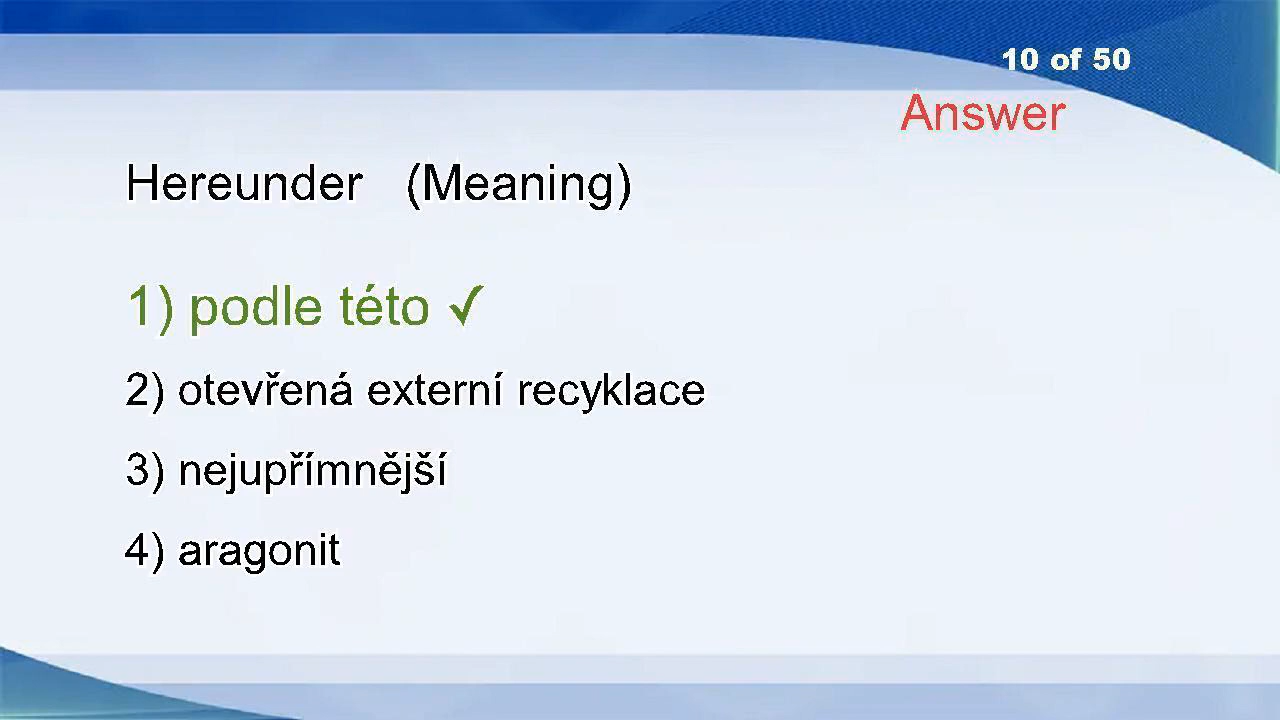 10 of 50
Answer
Hereunder (Meaning)
1) podle této ✓
2) otevřená externí recyklace
3) nejupřímnější
4) aragonit